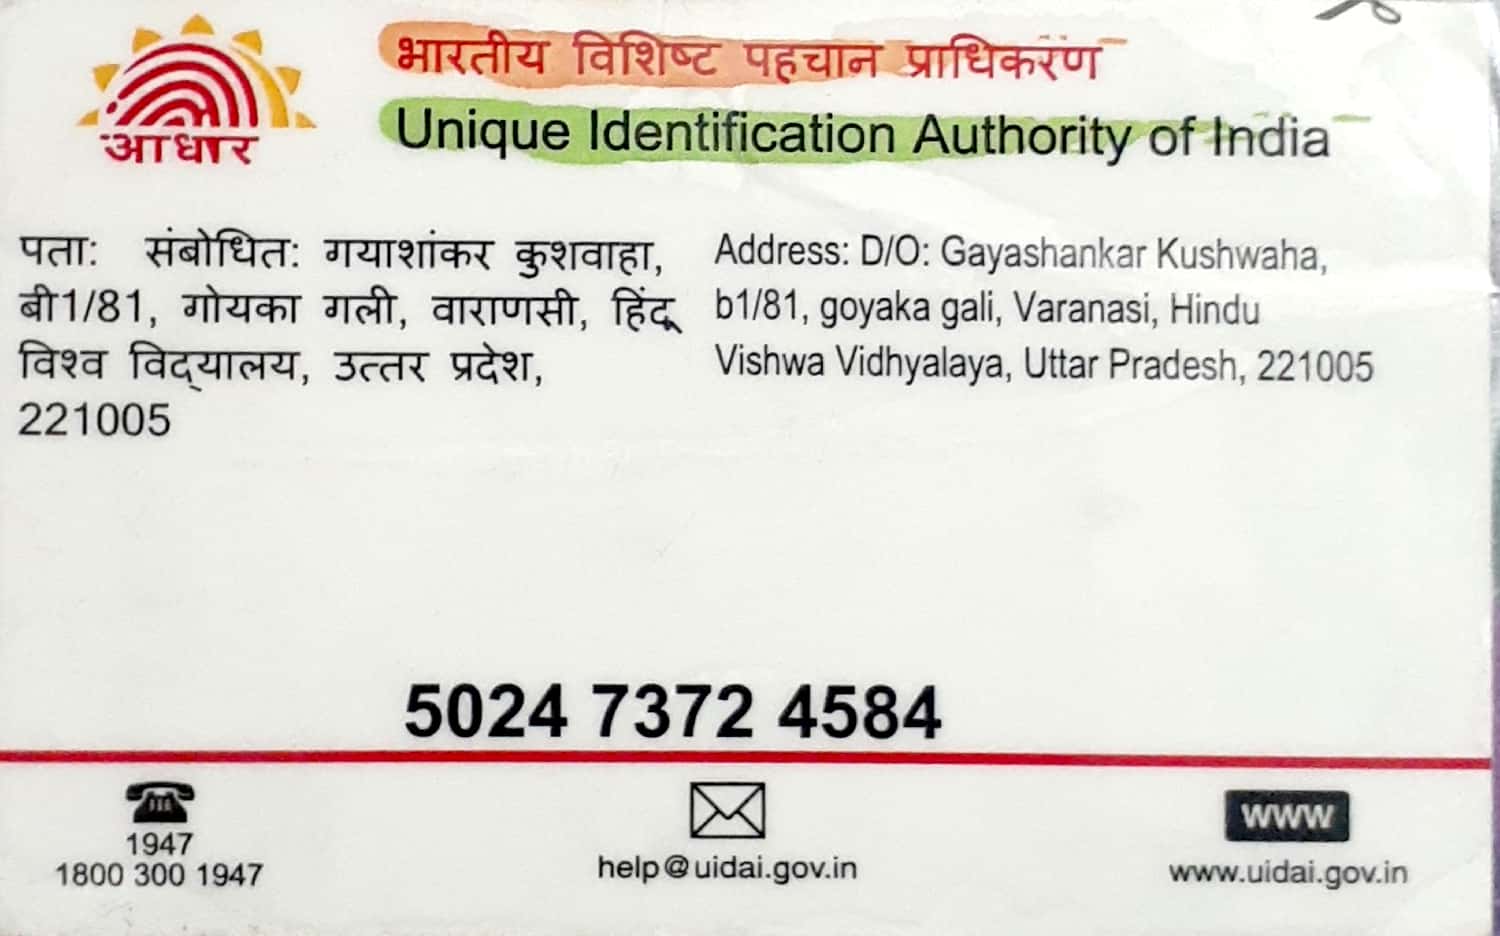 आधार
भारतीय विशिष्ट पहचान प्राधिकरण
Unique Identification Authority of India
पता: संबोधित: गयाशंकर कुशवाहा,
बी1/81, गोयका गली, वाराणसी, हिंदू
विश्व विद्यालय, उत्तर प्रदेश,
221005
Address: D/O: Gayashankar Kushwaha,
b1/81, goyaka gali, Varanasi, Hindu
Vishwa Vidhyalaya, Uttar Pradesh, 221005
5024 7372 4584
1947
1800 300 1947
help@uidai.gov.in
www
www.uidai.gov.in